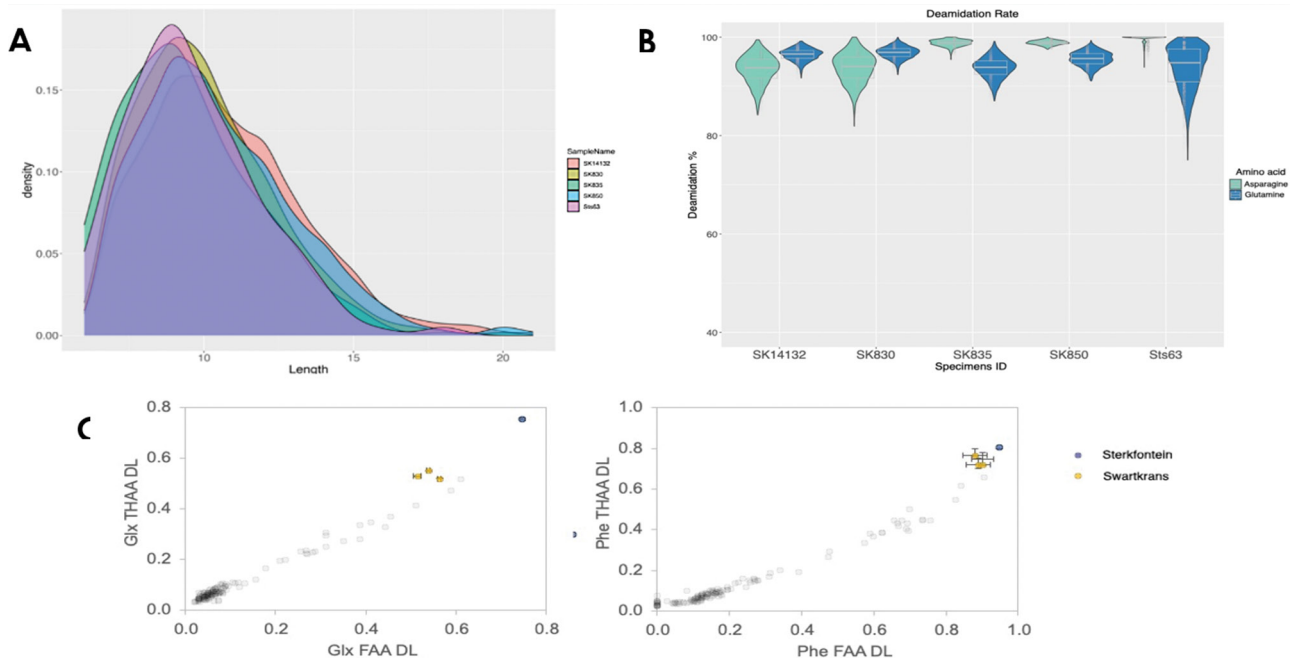 A
density
0.15
0.10
0.05
0.00
10
15
20
Length
SampleName
SK14132
SK830
SK835
SK850
Sts63
B
Deamidation Rate
Deamidation %
100
80
60
40
SK14132
SK830
SK835
SK850
Sts63
Specimens ID
Amino acid
Asparagine
Glutamine
C
Glx THAA DL
0.8
0.6
0.4
0.2
0.0
0.0
0.2
0.4
0.6
0.8
Glx FAA DL
Phe THAA DL
1.0
0.8
0.6
0.4
0.2
0.0
0.0
0.2
0.4
0.6
0.8
1.0
Phe FAA DL
Sterkfontein
Swartkrans